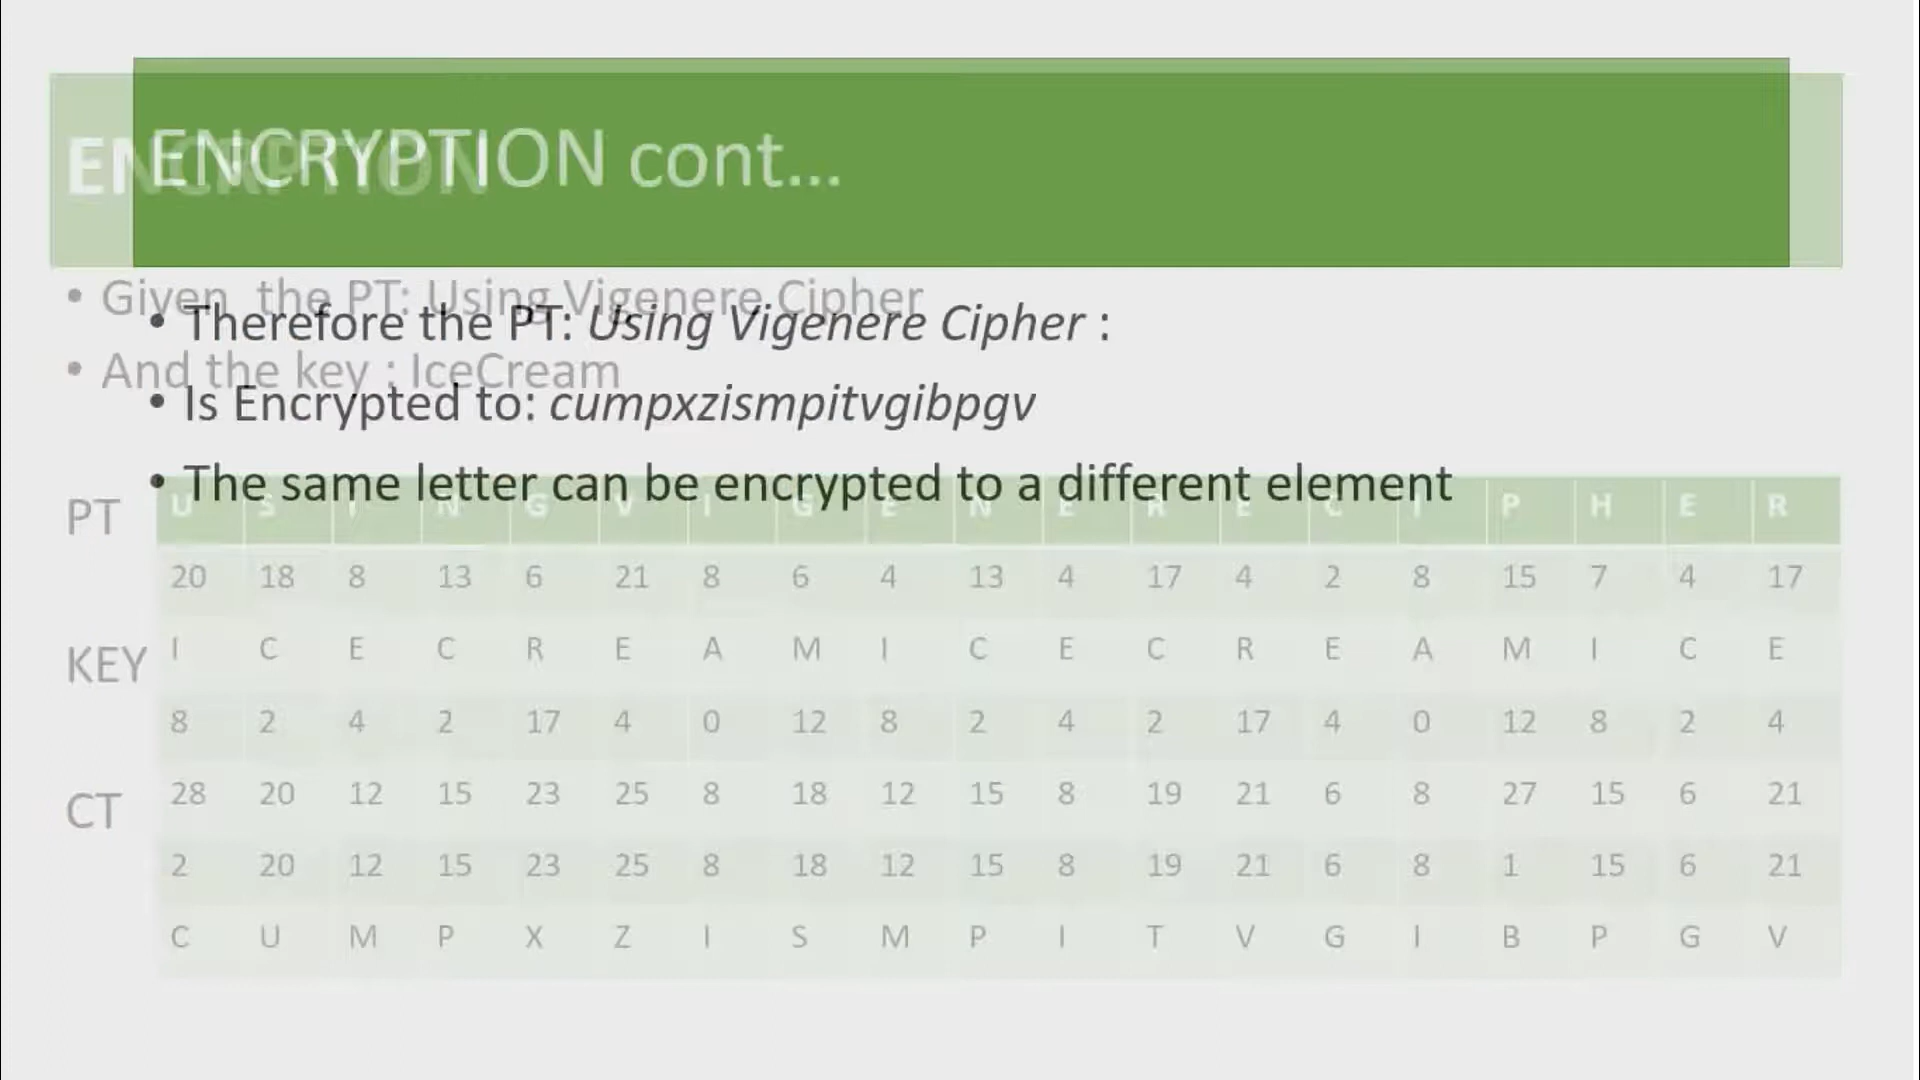 ENCRYPTION
ENCRYPTION cont...
• Given the PT: Using Vigenere Cipher
• Therefore the PT: Using Vigenere Cipher :
• And the key : IceCream
• Is Encrypted to: cumpxzismpitvgibpgv
• The same letter can be encrypted to a different element
PT U S I N G V I G E N E R E C I P H E R
20 18 8 13 6 21 8 6 4 13 4 17 4 2 8 15 7 4 17
KEY I C E C R E A M I C E C R E A M I C E
8 2 4 2 17 4 0 12 8 2 4 2 17 4 0 12 8 2 4
CT 28 20 12 15 23 25 8 18 12 15 8 19 21 6 8 27 15 6 21
2 20 12 15 23 25 8 18 12 15 8 19 21 6 8 1 15 6 21
C U M P X Z I S M P I T V G I B P G V